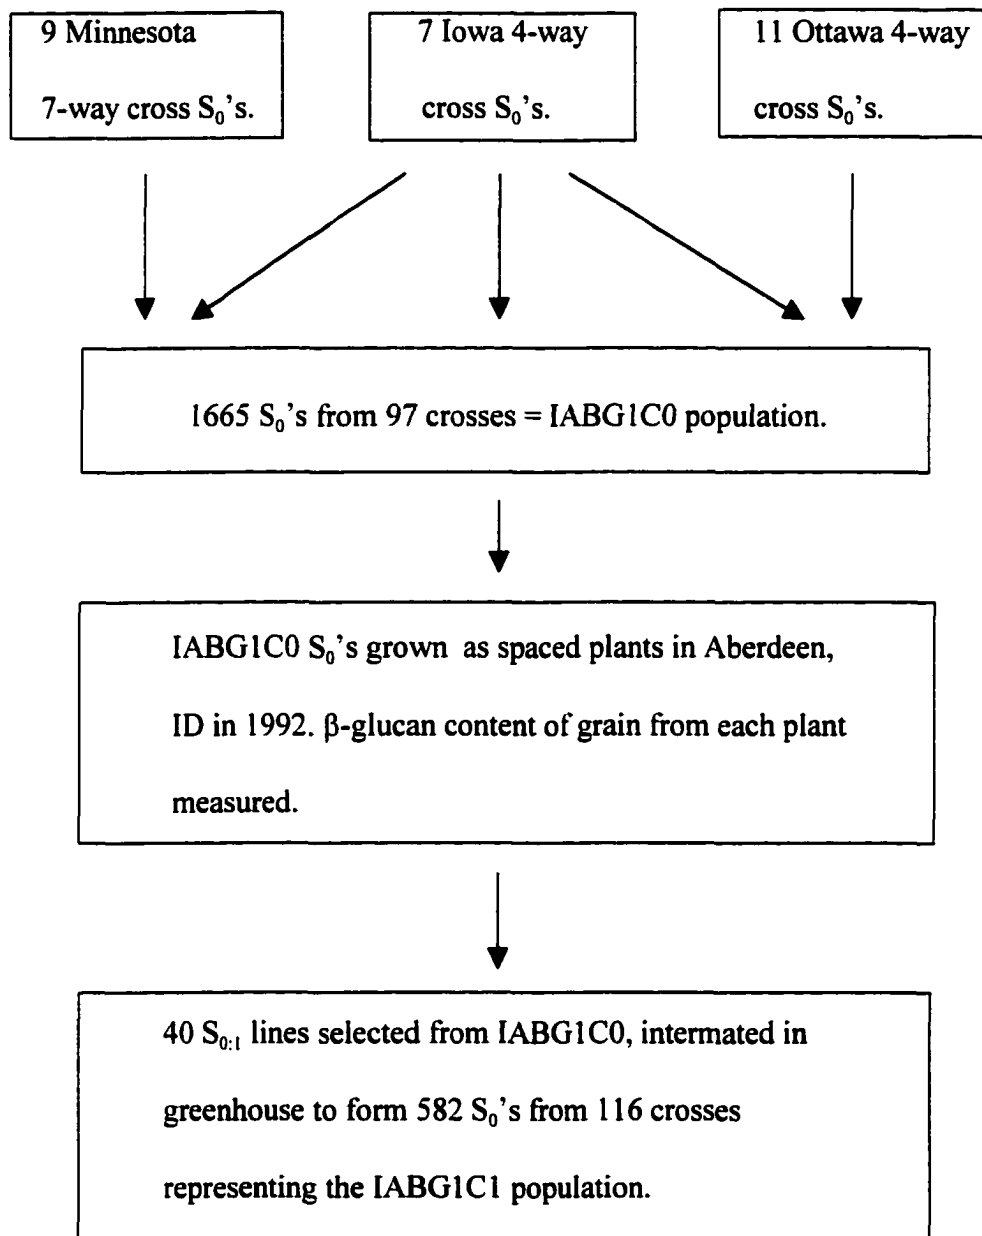 9 Minnesota
7-way cross S₀'s.
7 Iowa 4-way
cross S₀'s.
11 Ottawa 4-way
cross S₀'s.
1665 S₀'s from 97 crosses = IABG1C0 population.
IABG1C0 S₀'s grown as spaced plants in Aberdeen,
ID in 1992. β-glucan content of grain from each plant
measured.
40 S₀:₁ lines selected from IABG1C0, intermated in
greenhouse to form 582 S₀'s from 116 crosses
representing the IABG1C1 population.